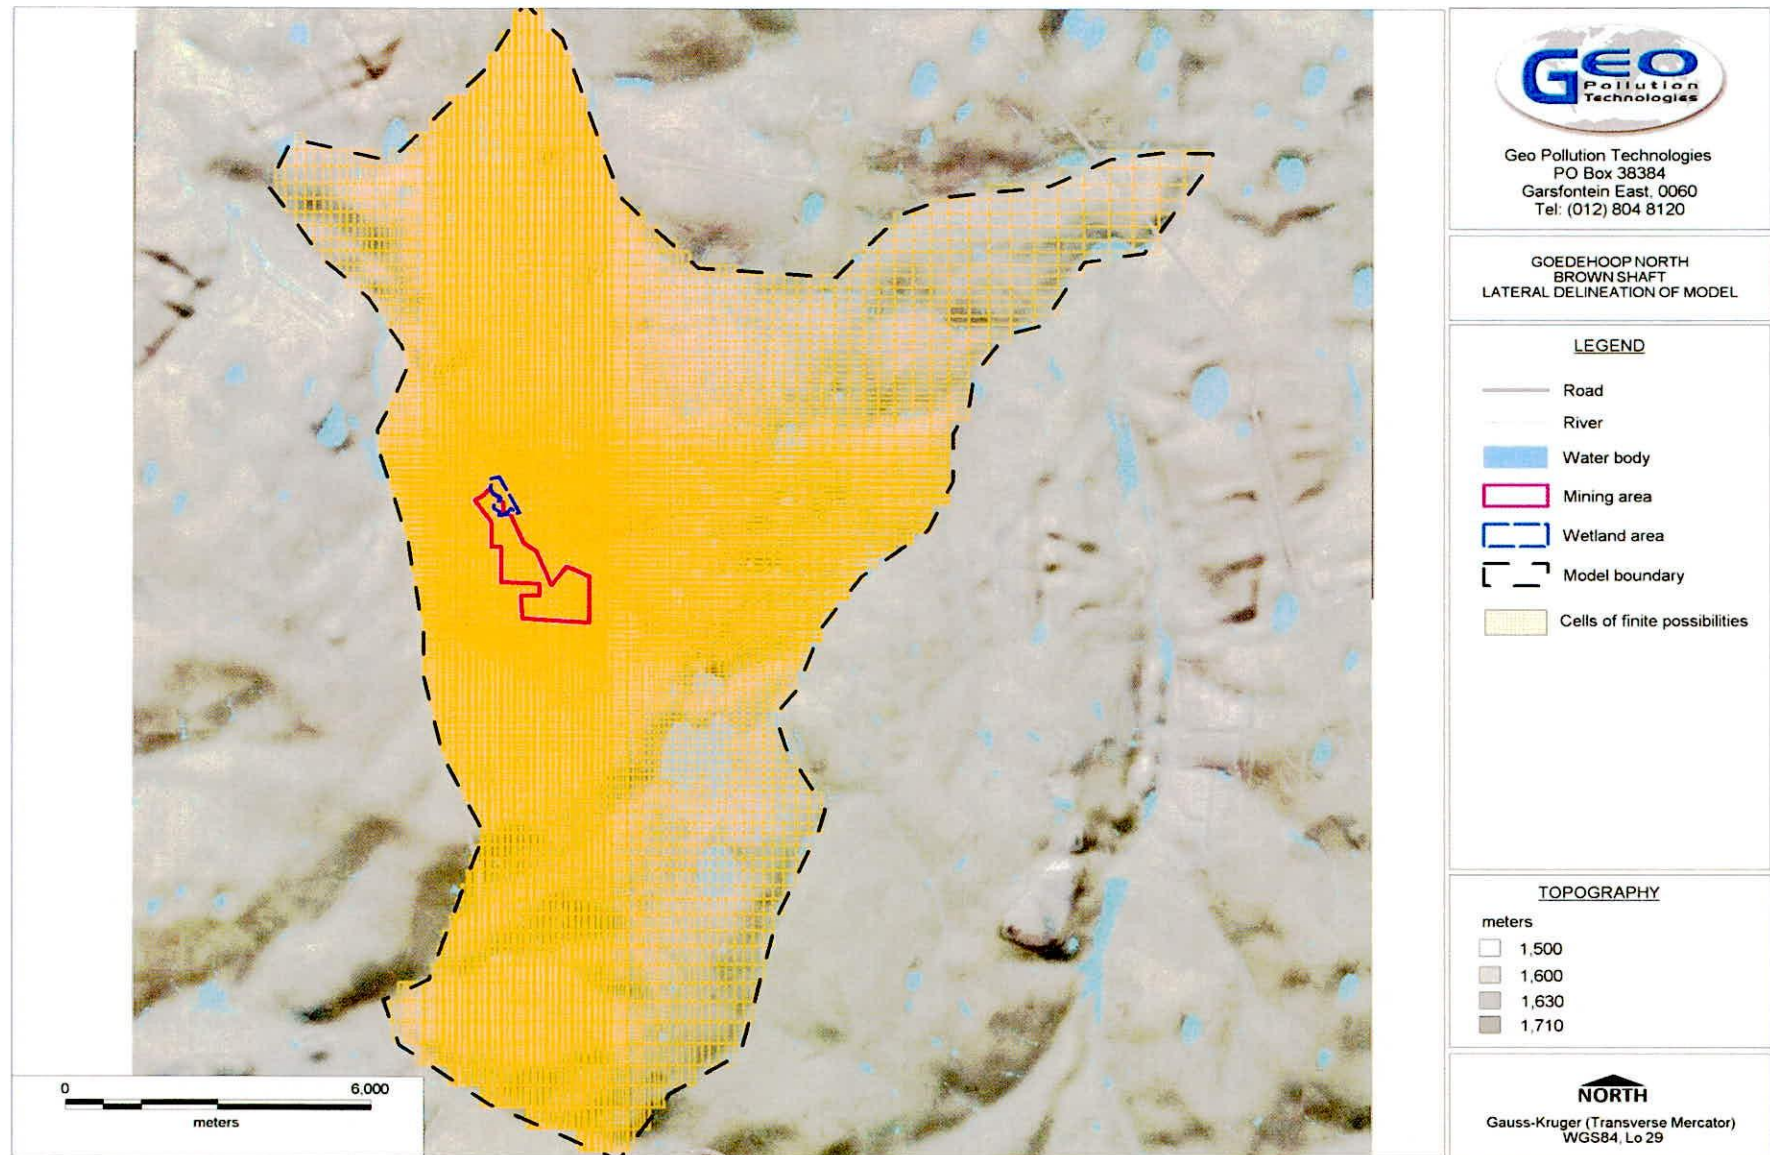 GEO
Pollution
Technologies
Geo Pollution Technologies
PO Box 38384
Garsfontein East, 0060
Tel: (012) 804 8120
GOEDEHOOP NORTH
BROWN SHAFT
LATERAL DELINEATION OF MODEL
LEGEND
Road
River
Water body
Mining area
Wetland area
Model boundary
Cells of finite possibilities
TOPOGRAPHY
meters
1,500
1,600
1,630
1,710
NORTH
Gauss-Kruger (Transverse Mercator)
WGS84, Lo 29
0 6,000
meters